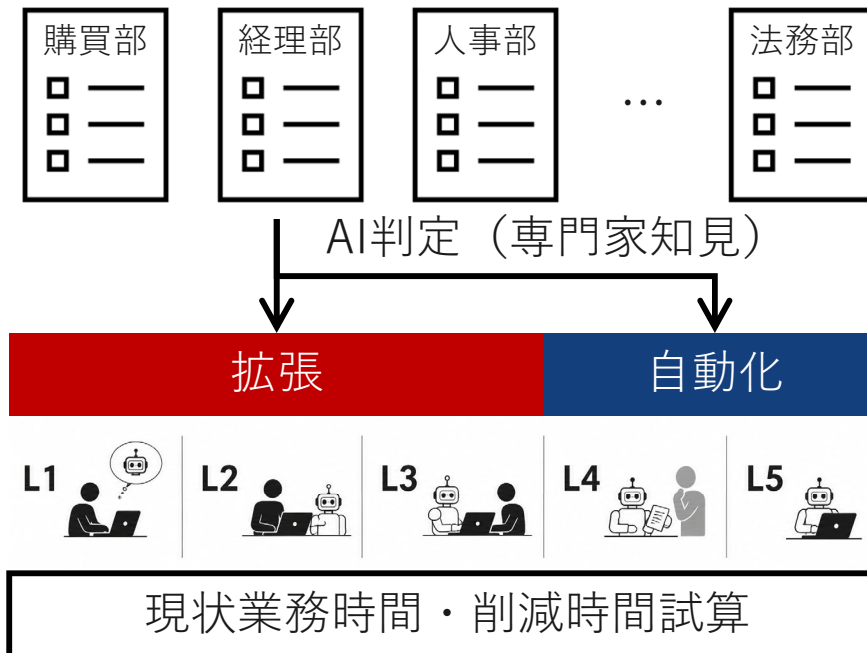 購買部
経理部
人事部
…
法務部
AI判定（専門家知見）
拡張
自動化
L1
L2
L3
L4
L5
現状業務時間・削減時間試算